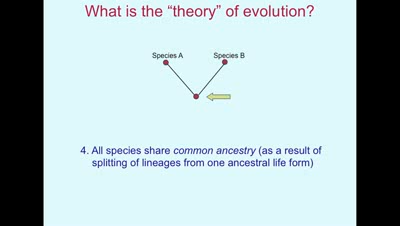 What is the “theory” of evolution?
Species A Species B
4. All species share common ancestry (as a result of
splitting of lineages from one ancestral life form)